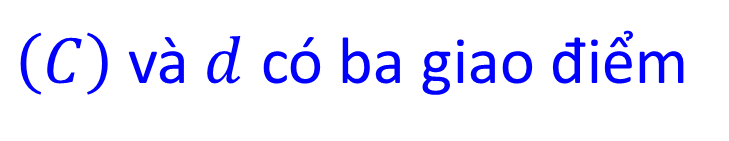 (𝐶) và 𝑑 có ba giao điểm